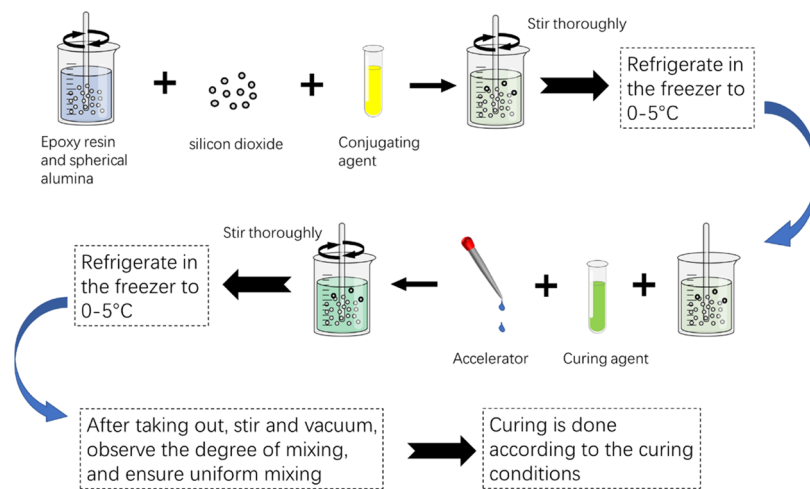 Stir thoroughly
Refrigerate in
the freezer to
0-5°C
Epoxy resin
and spherical
alumina
silicon dioxide
Conjugating
agent
Stir thoroughly
Refrigerate in
the freezer to
0-5°C
Accelerator
Curing agent
After taking out, stir and vacuum,
observe the degree of mixing,
and ensure uniform mixing
Curing is done
according to the curing
conditions